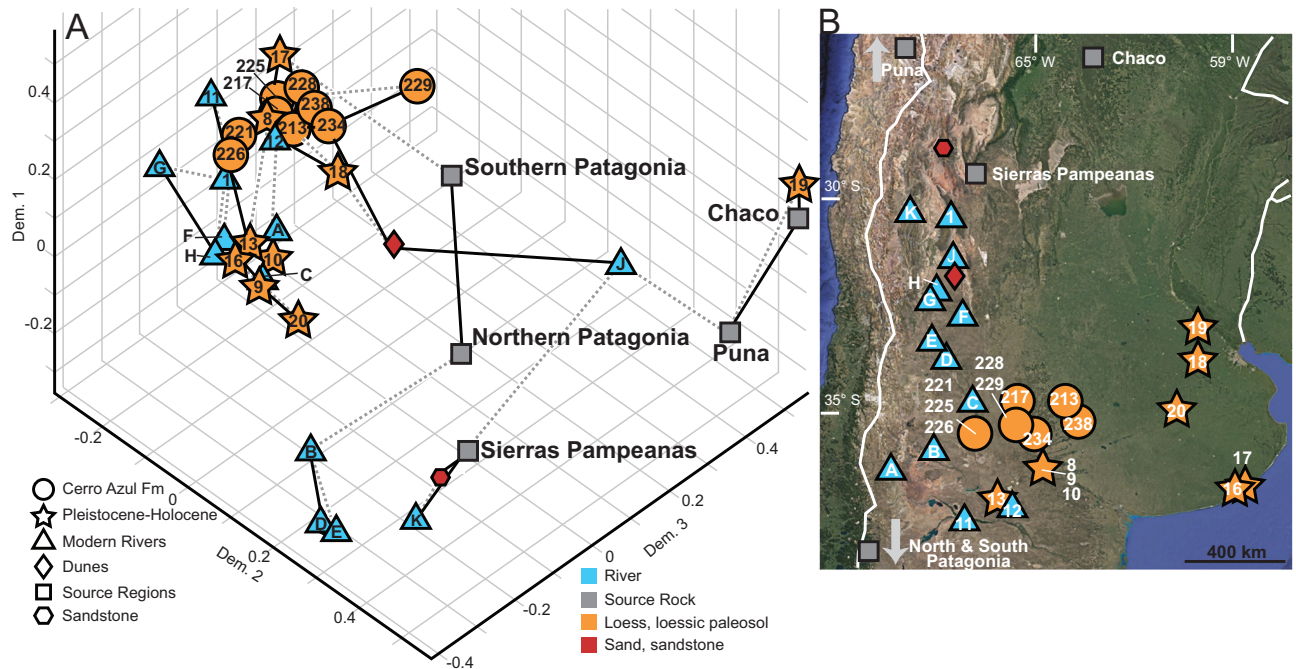 A
17
225
217
228
229
11
238
8
213
234
221
12
226
G
1
18
Southern Patagonia
19
Chaco
F
13
A
H
16
10
C
9
J
20
Northern Patagonia
Puna
B
Sierras Pampeanas
D
E
K
Dem. 1
0.4
0.2
0
-0.2
-0.2
0
0.2
0.4
Dem. 2
-0.4
-0.2
0
0.2
0.4
Dem. 3
Cerro Azul Fm
Pleistocene-Holocene
Modern Rivers
Dunes
Source Regions
Sandstone
River
Source Rock
Loess, loessic paleosol
Sand, sandstone
B
65° W
59° W
Puna
Chaco
Sierras Pampeanas
30° S
K
1
J
H
G
F
E
D
19
18
228
221
229
217
213
35° S
225
C
20
226
234
238
B
A
8
9
10
17
16
13
12
11
North & South
Patagonia
400 km